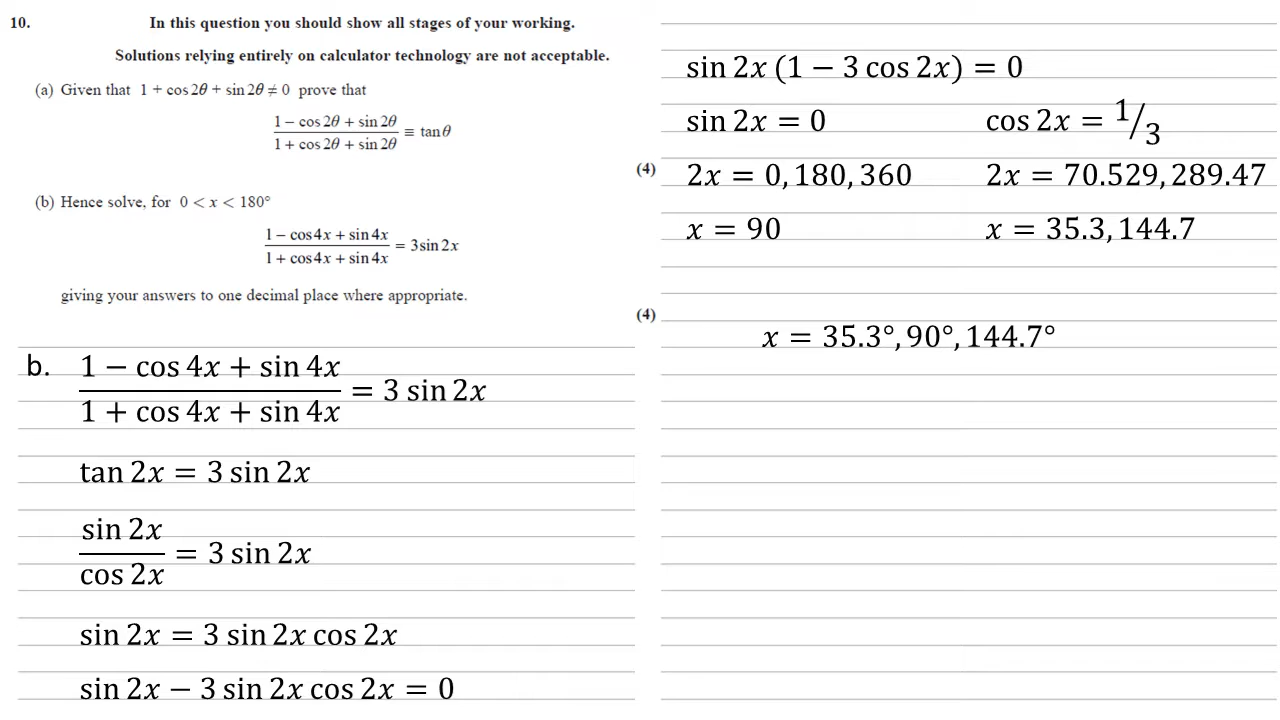 10. In this question you should show all stages of your working.
Solutions relying entirely on calculator technology are not acceptable.
(a) Given that 1 + cos 2θ + sin 2θ ≠ 0 prove that
1 − cos 2θ + sin 2θ
───────────── ≡ tan θ
1 + cos 2θ + sin 2θ
(4)
(b) Hence solve, for 0 < x < 180°
1 − cos 4x + sin 4x
───────────── = 3 sin 2x
1 + cos 4x + sin 4x
giving your answers to one decimal place where appropriate.
(4)
b. 1 − cos 4x + sin 4x
───────────── = 3 sin 2x
1 + cos 4x + sin 4x
tan 2x = 3 sin 2x
sin 2x
───── = 3 sin 2x
cos 2x
sin 2x = 3 sin 2x cos 2x
sin 2x − 3 sin 2x cos 2x = 0
sin 2x (1 − 3 cos 2x) = 0
sin 2x = 0 cos 2x = 1/3
2x = 0, 180, 360 2x = 70.529, 289.47
x = 90 x = 35.3, 144.7
x = 35.3°, 90°, 144.7°